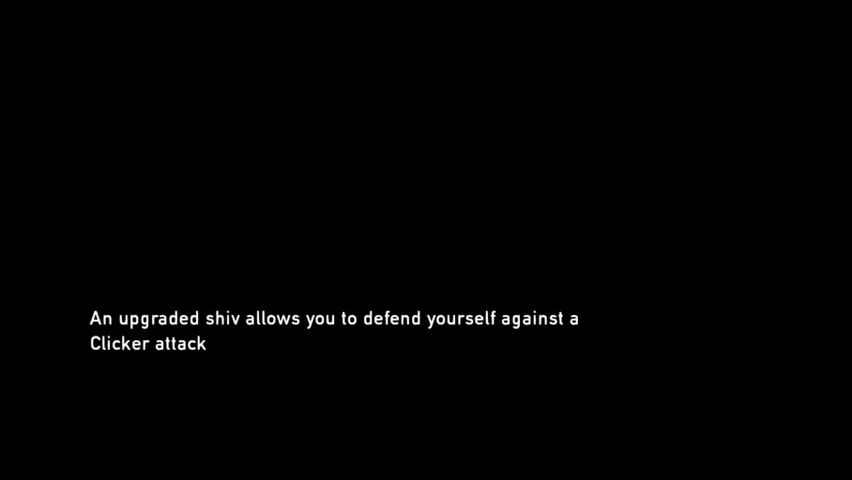 An upgraded shiv allows you to defend yourself against a
Clicker attack